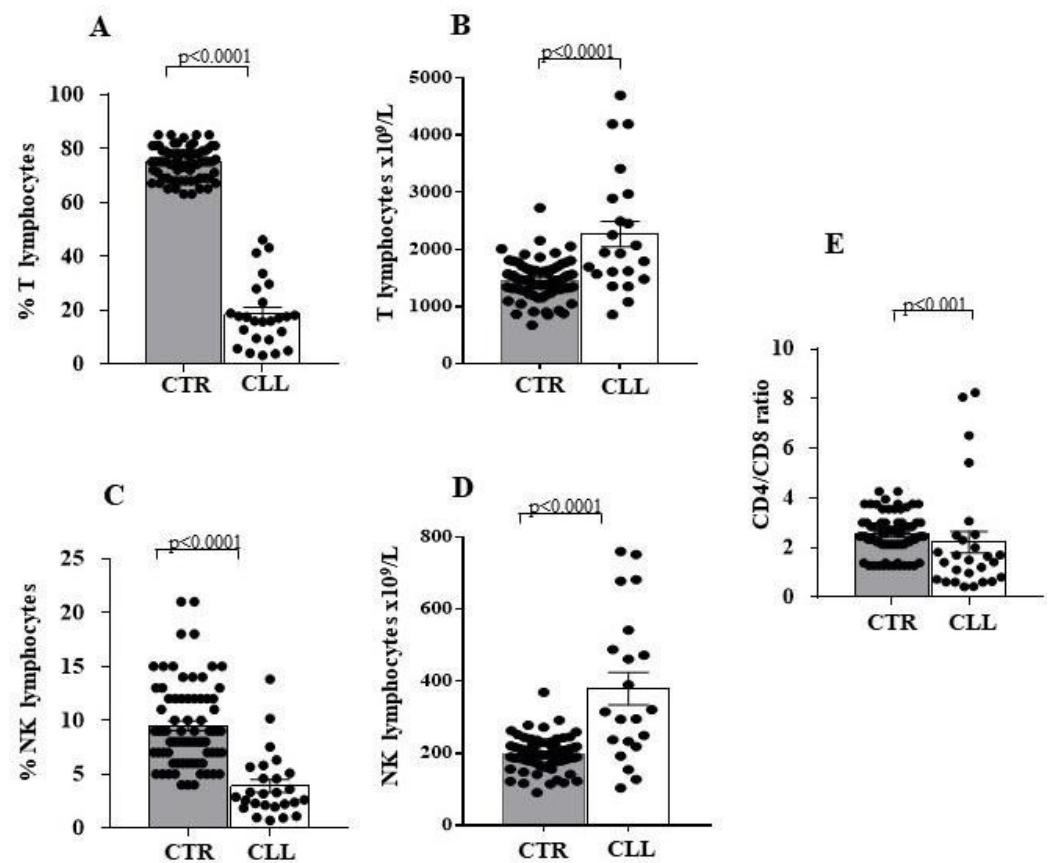 A
p<0.0001
% T lymphocytes
100
80
60
40
20
0
CTR
CLL
B
p<0.0001
T lymphocytes x10⁹/L
5000
4000
3000
2000
1000
0
CTR
CLL
C
p<0.0001
% NK lymphocytes
25
20
15
10
5
0
CTR
CLL
D
p<0.0001
NK lymphocytes x10⁹/L
800
600
400
200
0
CTR
CLL
E
p<0.001
CD4/CD8 ratio
10
8
6
4
2
0
CTR
CLL